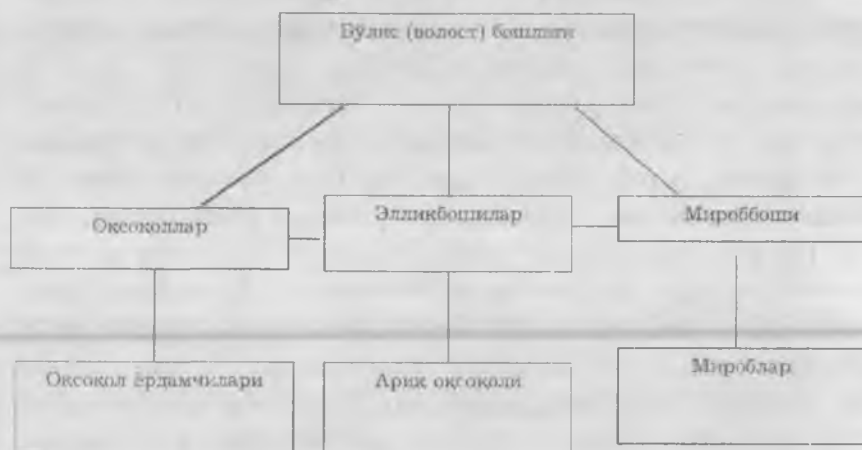 Бўлис (волост) бошлиғи
Оқсоқоллар
Элликбошилар
Мироббоши
Оқсоқол ёрдамчилари
Ариқ оқсоқоли
Мироблар